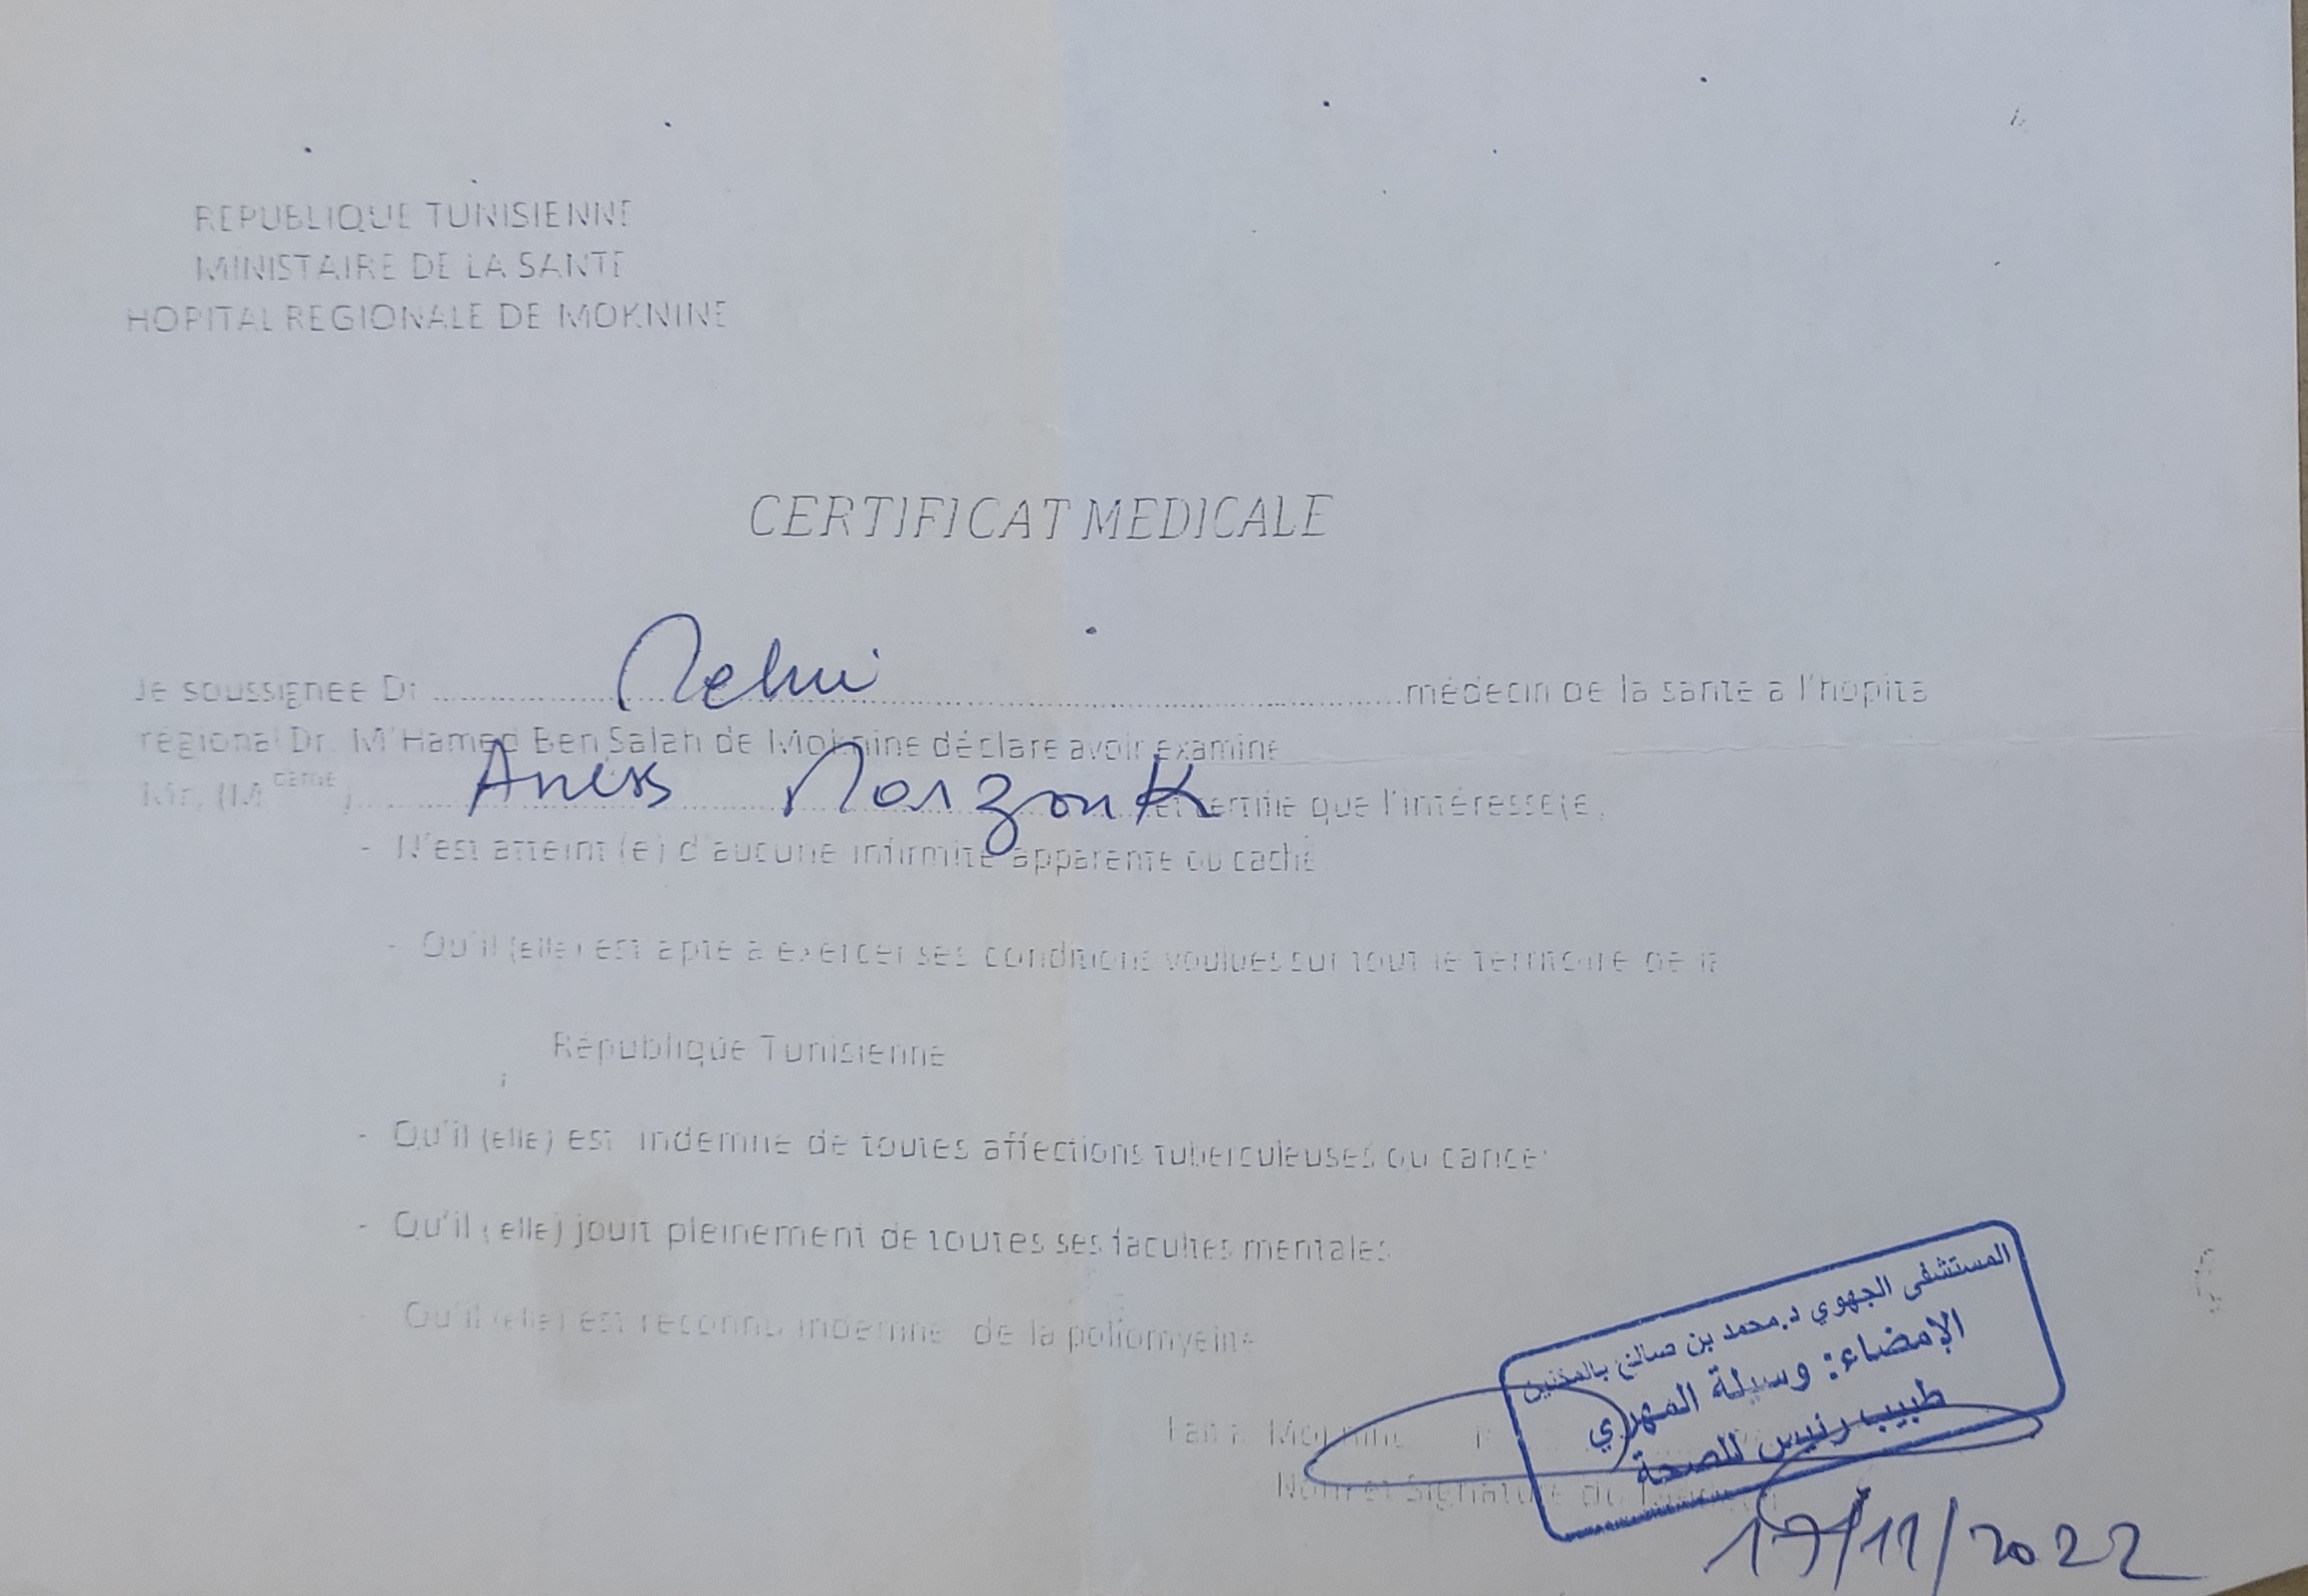 REPUBLIQUE TUNISIENNE
MINISTAIRE DE LA SANTE
HOPITAL REGIONALE DE MOKNINE
CERTIFICAT MEDICALE
Je soussignee Dr ............ médecin de la sante a l'hopital
regional Dr. M'Hamed Ben Salah de Moknine déclare avoir examine
Mr, (M dame) Aness Marzouk et certifie que l'intéresse(e)
- N'est atteint (e) d'aucune infirmite apparente ou caché
- Qu'il (elle) est apte a exercer ses conditions voulues sur tout le territoire de la
République Tunisienne
- Qu'il (elle) est indemne de toutes affections tuberculeuses ou cancer
- Qu'il (elle) jouit pleinement de toutes ses facultes mentales
- Qu'il (elle) est reconnu indemne de la poliomyelite
المستشفى الجهوي د.محمد بن صالح بالمكنين
الإمضاء: وسيلة المهري
طبيب رئيس للصحة
Fait a Moknine
Nom et Signature du
17/11/2022